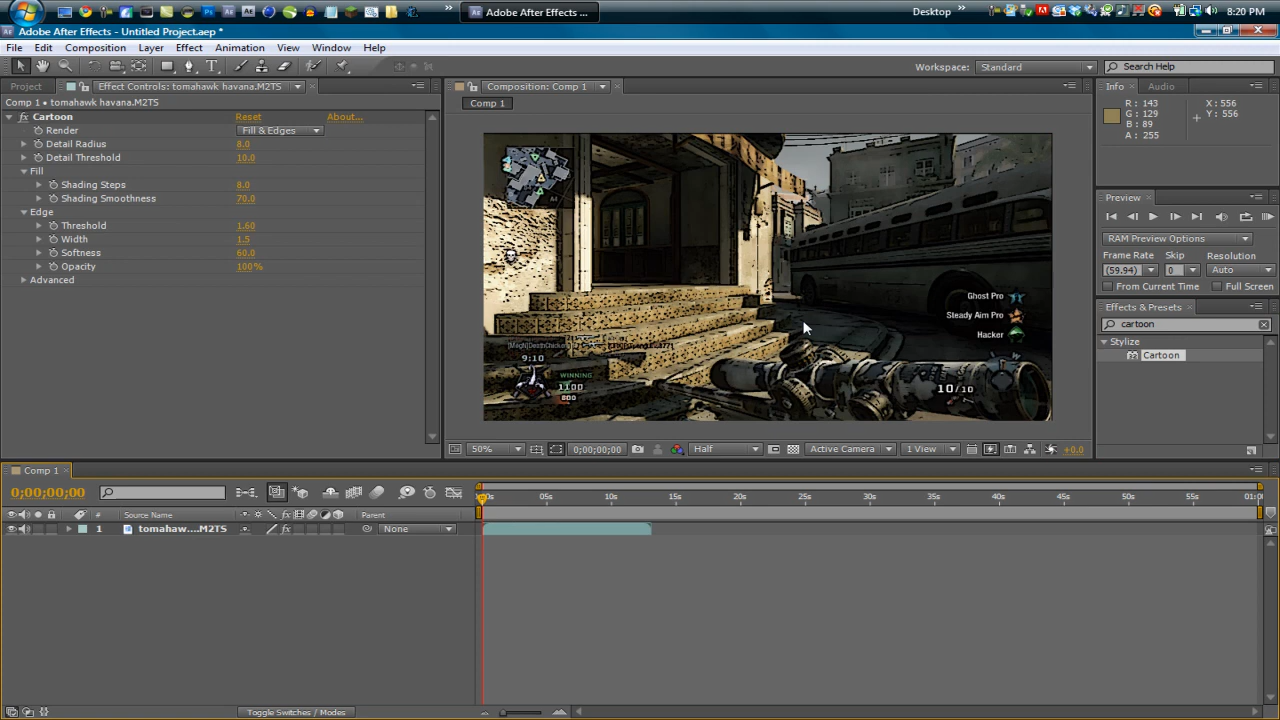 Adobe After Effects ...
Desktop
8:20 PM
Adobe After Effects - Untitled Project.aep *
File Edit Composition Layer Effect Animation View Window Help
Workspace: Standard Search Help
Project Effect Controls: tomahawk havana.M2TS
Comp 1 • tomahawk havana.M2TS
Cartoon Reset About...
Render Fill & Edges
Detail Radius 8.0
Detail Threshold 10.0
Fill
Shading Steps 8.0
Shading Smoothness 70.0
Edge
Threshold 1.60
Width 1.5
Softness 60.0
Opacity 100%
Advanced
Composition: Comp 1
Comp 1
Ghost Pro
Steady Aim Pro
Hacker
9:10
WINNING
1100
800
10/10
50% 0;00;00;00 Half Active Camera 1 View +0.0
Info Audio
R: 143 X: 556
G: 129 Y: 556
B: 89
A: 255
Preview
RAM Preview Options
Frame Rate Skip Resolution
(59.94) 0 Auto
From Current Time Full Screen
Effects & Presets
cartoon
Stylize
Cartoon
Comp 1
0;00;00;00
05s 10s 15s 20s 25s 30s 35s 40s 45s 50s 55s
# Source Name Parent
1 tomahaw....M2TS None
Toggle Switches / Modes